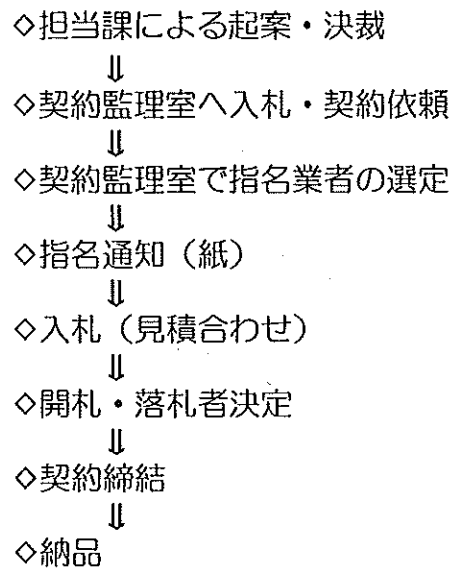 ◇担当課による起案・決裁
⇓
◇契約監理室へ入札・契約依頼
⇓
◇契約監理室で指名業者の選定
⇓
◇指名通知（紙）
⇓
◇入札（見積合わせ）
⇓
◇開札・落札者決定
⇓
◇契約締結
⇓
◇納品